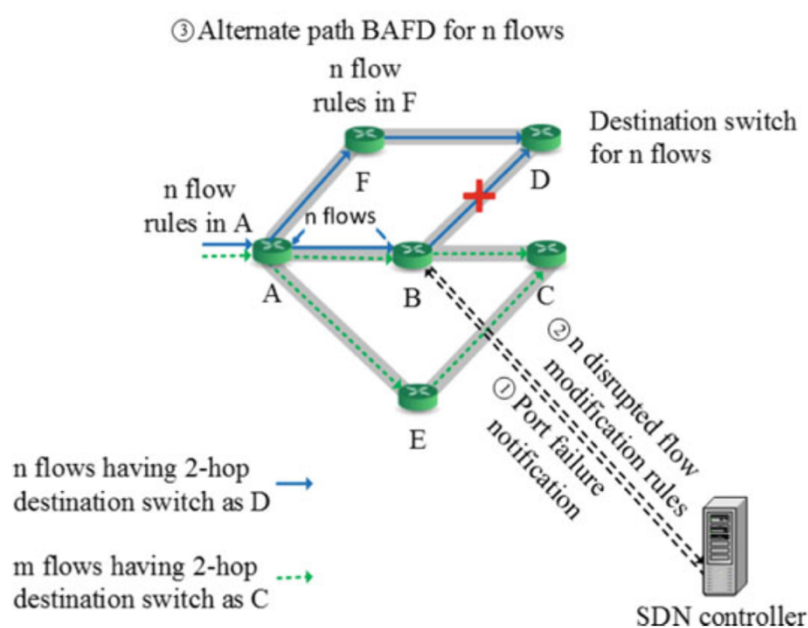 ③Alternate path BAFD for n flows
n flow
rules in F
Destination switch
for n flows
D
F
n flow
rules in A
n flows
A
B
C
E
① Port failure
notification
② n disrupted flow
modification rules
n flows having 2-hop
destination switch as D
m flows having 2-hop
destination switch as C
SDN controller